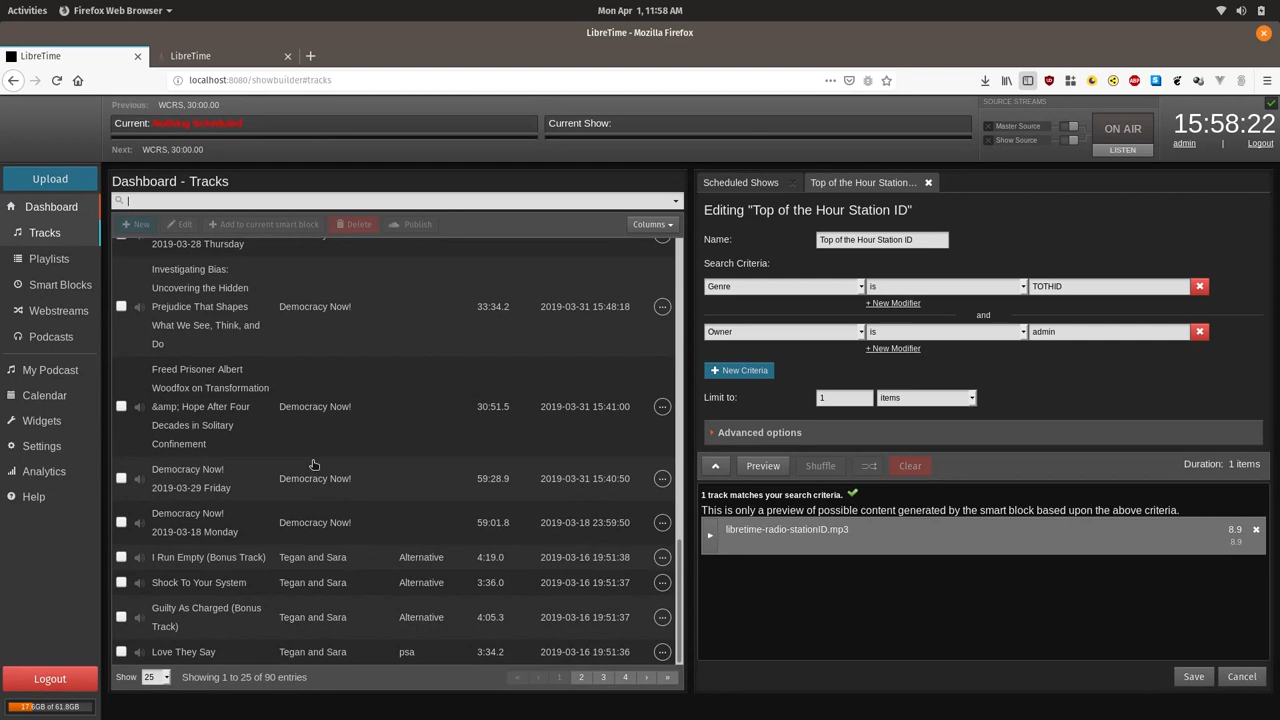 Activities
Firefox Web Browser
Mon Apr 1, 11:58 AM
LibreTime - Mozilla Firefox
LibreTime
LibreTime
localhost:8080/showbuilder#tracks
Previous: WCRS, 30:00.00
Current: Nothing Scheduled
Current Show:
Next: WCRS, 30:00.00
SOURCE STREAMS
Master Source
Show Source
ON AIR
LISTEN
15:58:22
admin | Logout
Upload
Dashboard
Tracks
Playlists
Smart Blocks
Webstreams
Podcasts
My Podcast
Calendar
Widgets
Settings
Analytics
Help
Logout
17.6GB of 61.8GB
Dashboard - Tracks
New
Edit
Add to current smart block
Delete
Publish
Columns
2019-03-28 Thursday
Investigating Bias:
Uncovering the Hidden
Prejudice That Shapes Democracy Now! 33:34.2 2019-03-31 15:48:18
What We See, Think, and
Do
Freed Prisoner Albert
Woodfox on Transformation
&amp; Hope After Four Democracy Now! 30:51.5 2019-03-31 15:41:00
Decades in Solitary
Confinement
Democracy Now!
2019-03-29 Friday Democracy Now! 59:28.9 2019-03-31 15:40:50
Democracy Now!
2019-03-18 Monday Democracy Now! 59:01.8 2019-03-18 23:59:50
I Run Empty (Bonus Track) Tegan and Sara Alternative 4:19.0 2019-03-16 19:51:38
Shock To Your System Tegan and Sara Alternative 3:36.0 2019-03-16 19:51:37
Guilty As Charged (Bonus
Track) Tegan and Sara Alternative 4:05.3 2019-03-16 19:51:37
Love They Say Tegan and Sara psa 3:34.2 2019-03-16 19:51:36
Show 25 Showing 1 to 25 of 90 entries « ‹ 1 2 3 4 › »
Scheduled Shows
Top of the Hour Station...
Editing "Top of the Hour Station ID"
Name: Top of the Hour Station ID
Search Criteria:
Genre is TOTHID
+ New Modifier
and
Owner is admin
+ New Modifier
New Criteria
Limit to: 1 items
Advanced options
Preview
Shuffle
Clear
Duration: 1 items
1 track matches your search criteria.
This is only a preview of possible content generated by the smart block based upon the above criteria.
libretime-radio-stationID.mp3 8.9
8.9
Save
Cancel